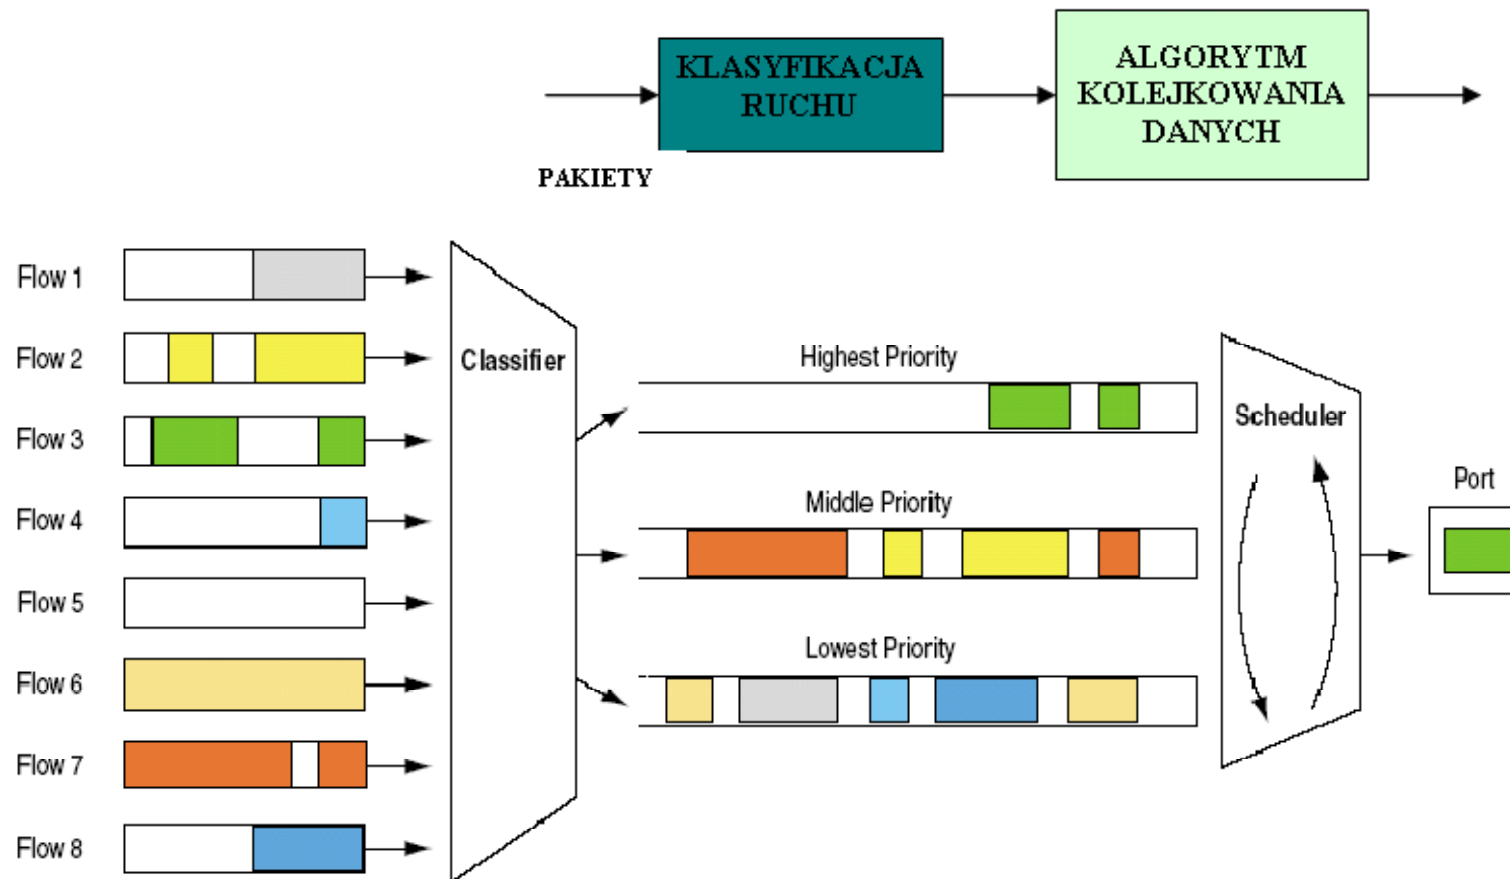 KLASYFIKACJA
RUCHU
ALGORYTM
KOLEJKOWANIA
DANYCH
PAKIETY
Flow 1
Flow 2
Flow 3
Flow 4
Flow 5
Flow 6
Flow 7
Flow 8
Classifier
Highest Priority
Middle Priority
Lowest Priority
Scheduler
Port